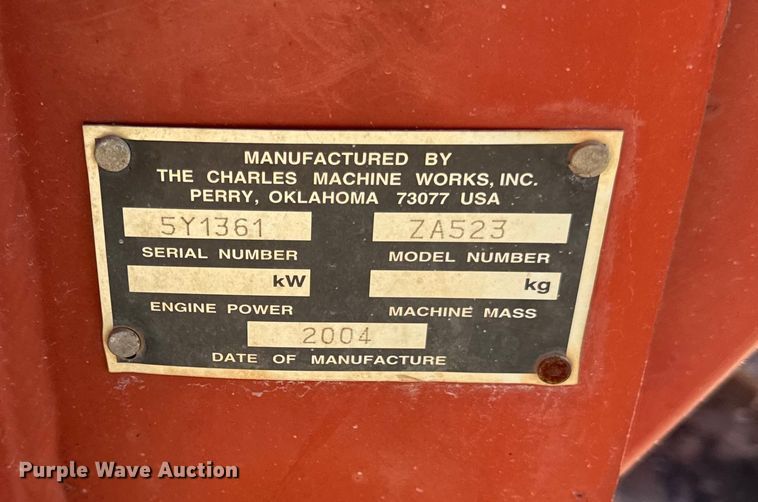 MANUFACTURED BY
THE CHARLES MACHINE WORKS, INC.
PERRY, OKLAHOMA 73077 USA
5Y1361 ZA523
SERIAL NUMBER MODEL NUMBER
kW kg
ENGINE POWER MACHINE MASS
2004
DATE OF MANUFACTURE
Purple Wave Auction